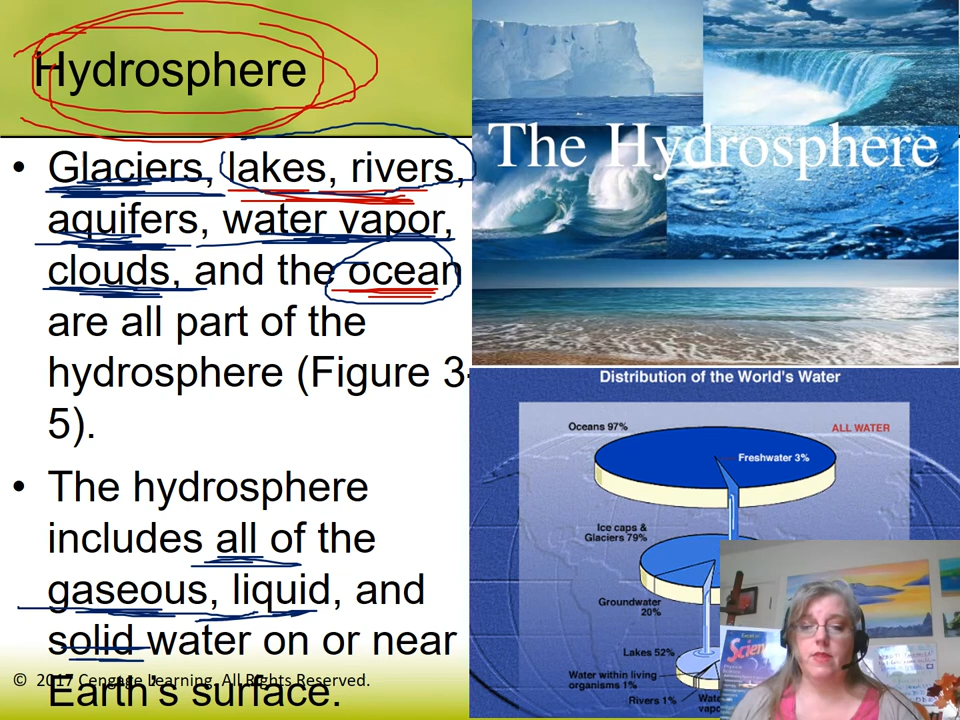 Hydrosphere
• Glaciers, lakes, rivers,
aquifers, water vapor,
clouds, and the ocean
are all part of the
hydrosphere (Figure 3-
5).
• The hydrosphere
includes all of the
gaseous, liquid, and
solid water on or near
Earth's surface.
© 2017 Cengage Learning. All Rights Reserved.
The Hydrosphere
Distribution of the World's Water
Oceans 97%
ALL WATER
Freshwater 3%
Ice caps &
Glaciers 79%
Groundwater
20%
Lakes 52%
Water within living
organisms 1%
Rivers 1%